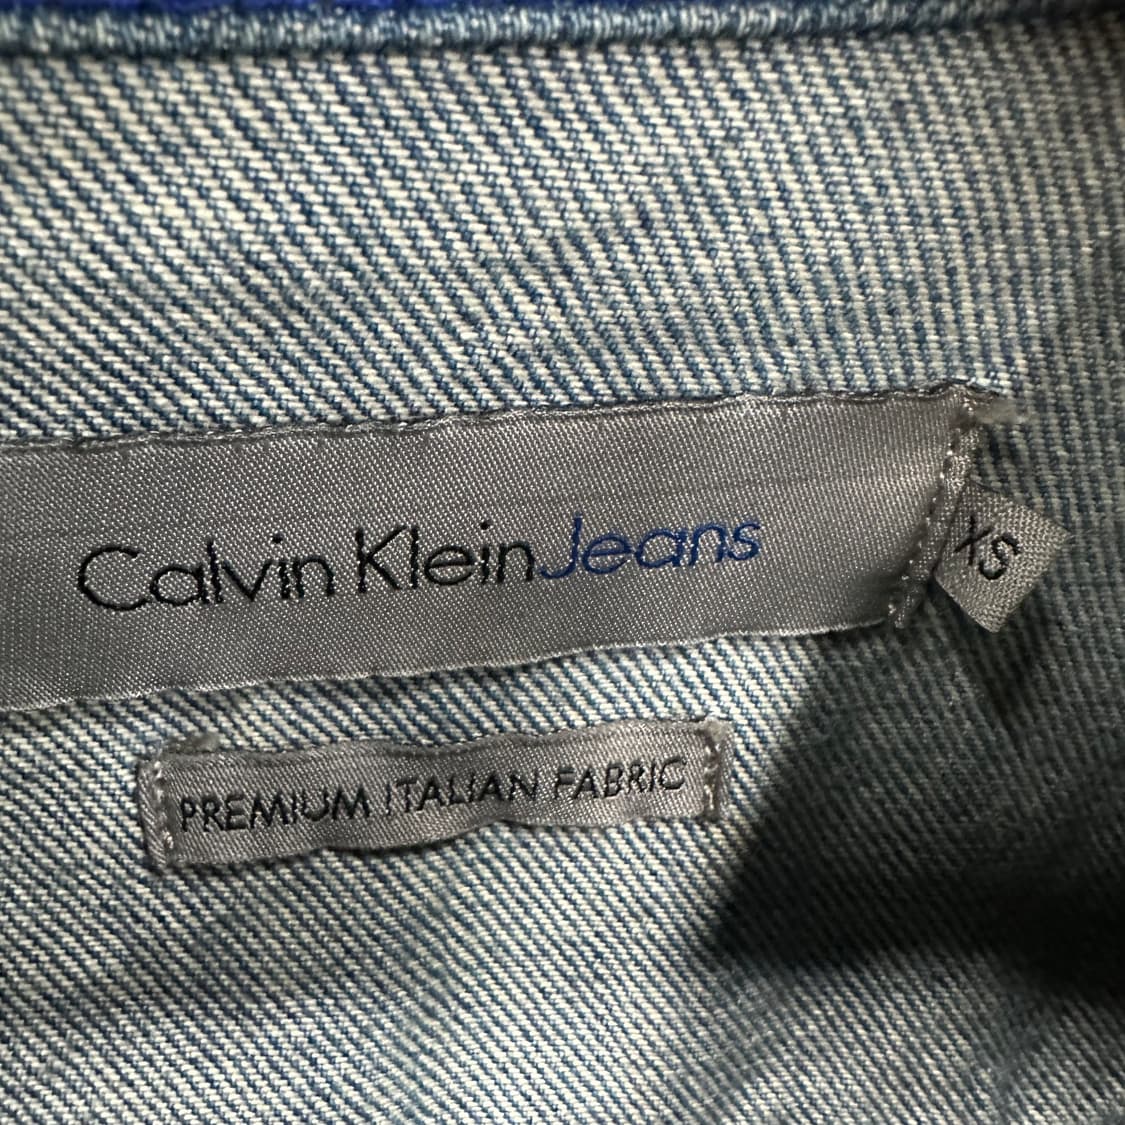 Calvin Klein Jeans
XS
PREMIUM ITALIAN FABRIC